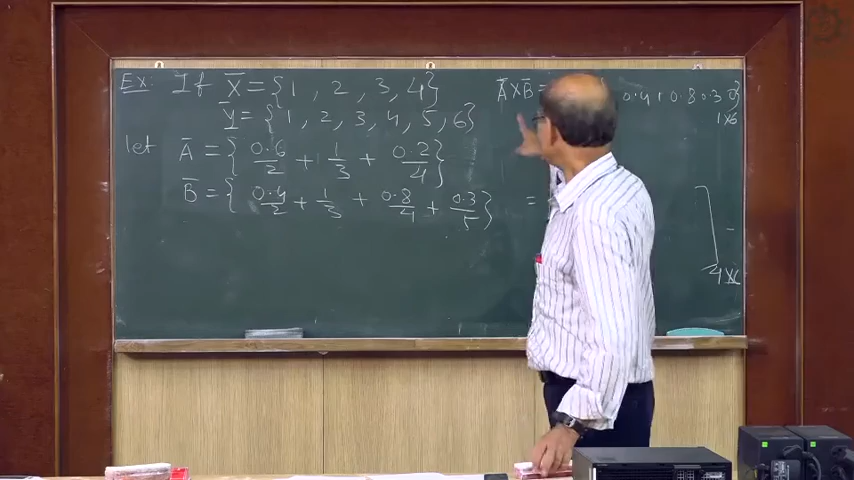 Ex: If X̄ = {1, 2, 3, 4}
Ȳ = {1, 2, 3, 4, 5, 6}
let Ā = {0.6/2 + 1/3 + 0.2/4}
B̄ = {0.4/2 + 1/3 + 0.8/4 + 0.3/5}
Ā×B̄ = 0.4 1 0.8 0.3 0}
1×6
=
4×